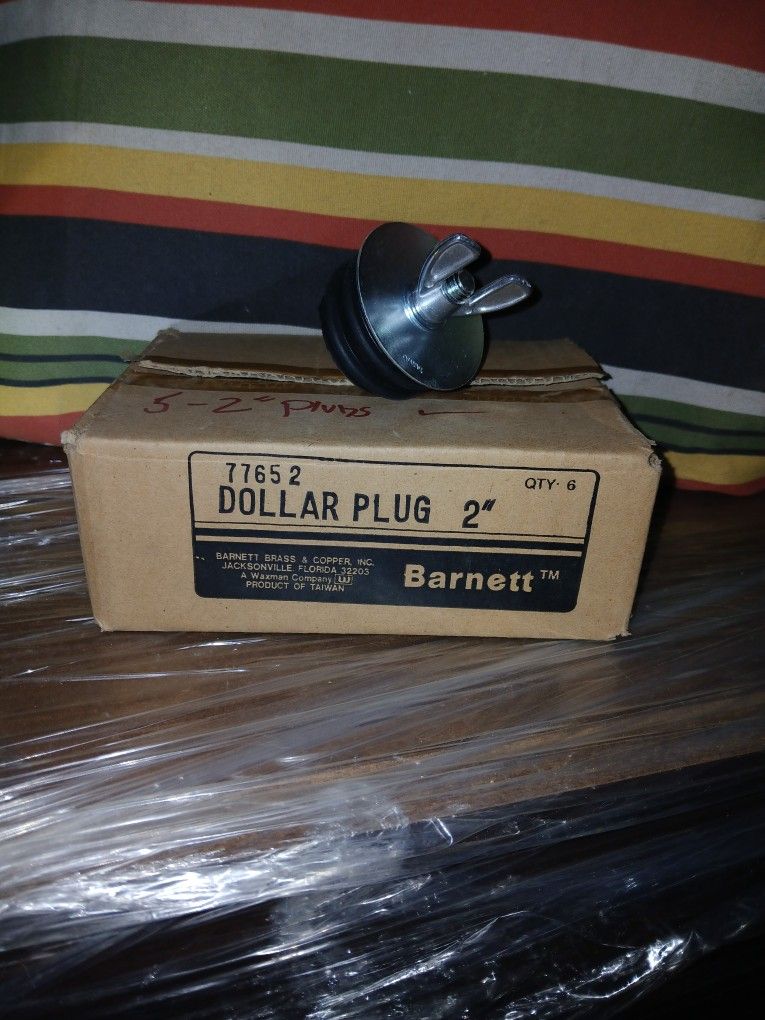 5-2" Plugs
77652
QTY· 6
DOLLAR PLUG 2"
BARNETT BRASS & COPPER, INC.
JACKSONVILLE, FLORIDA 32203
A Waxman Company W
PRODUCT OF TAIWAN
Barnett™